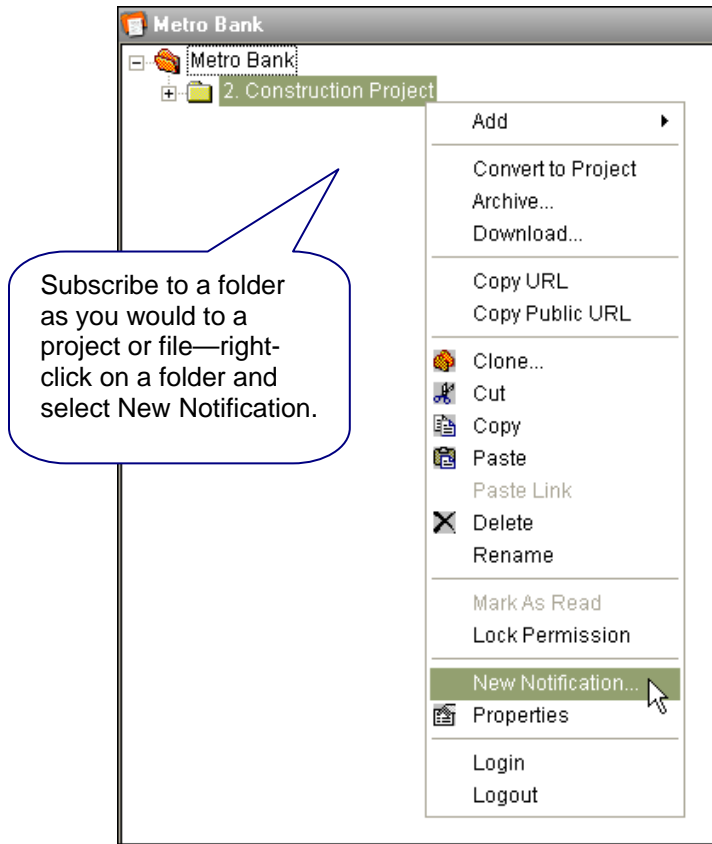 Metro Bank
Metro Bank
2. Construction Project
Add
Convert to Project
Archive...
Download...
Copy URL
Copy Public URL
Clone...
Cut
Copy
Paste
Paste Link
Delete
Rename
Mark As Read
Lock Permission
New Notification...
Properties
Login
Logout
Subscribe to a folder
as you would to a
project or file—right-
click on a folder and
select New Notification.